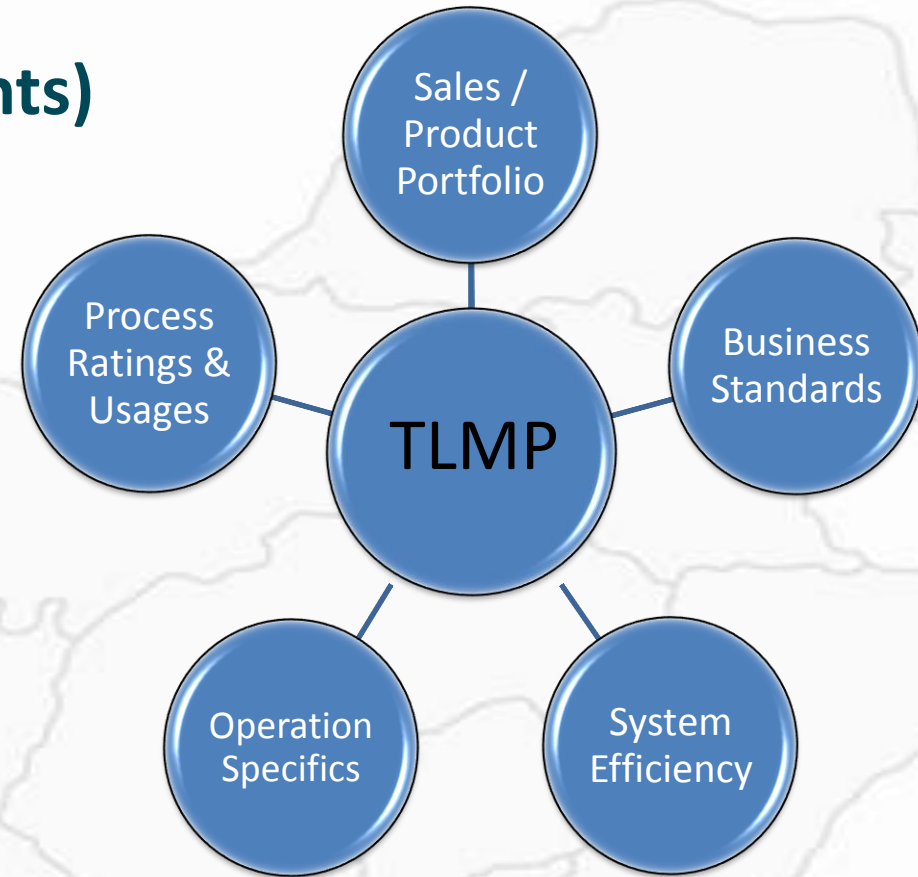 nts)
Sales /
Product
Portfolio
Process
Ratings &
Usages
Business
Standards
TLMP
Operation
Specifics
System
Efficiency